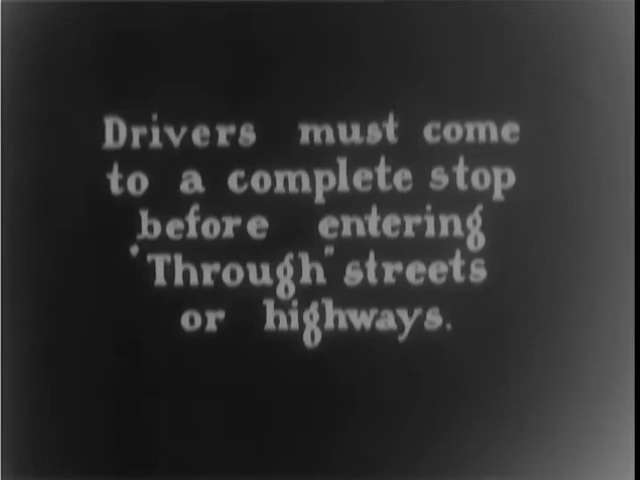 Drivers must come
to a complete stop
before entering
"Through" streets
or highways.